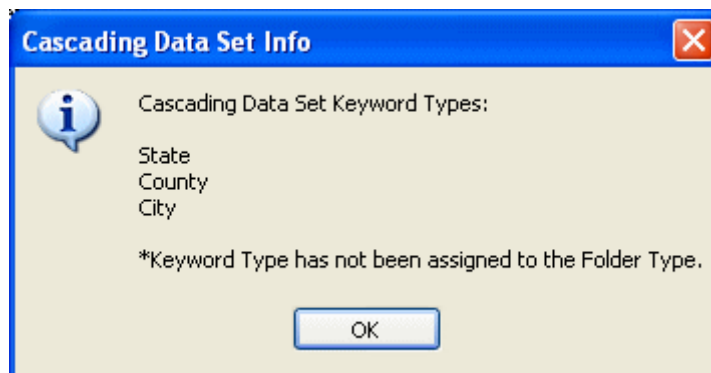 Cascading Data Set Info
Cascading Data Set Keyword Types:
State
County
City
*Keyword Type has not been assigned to the Folder Type.
OK